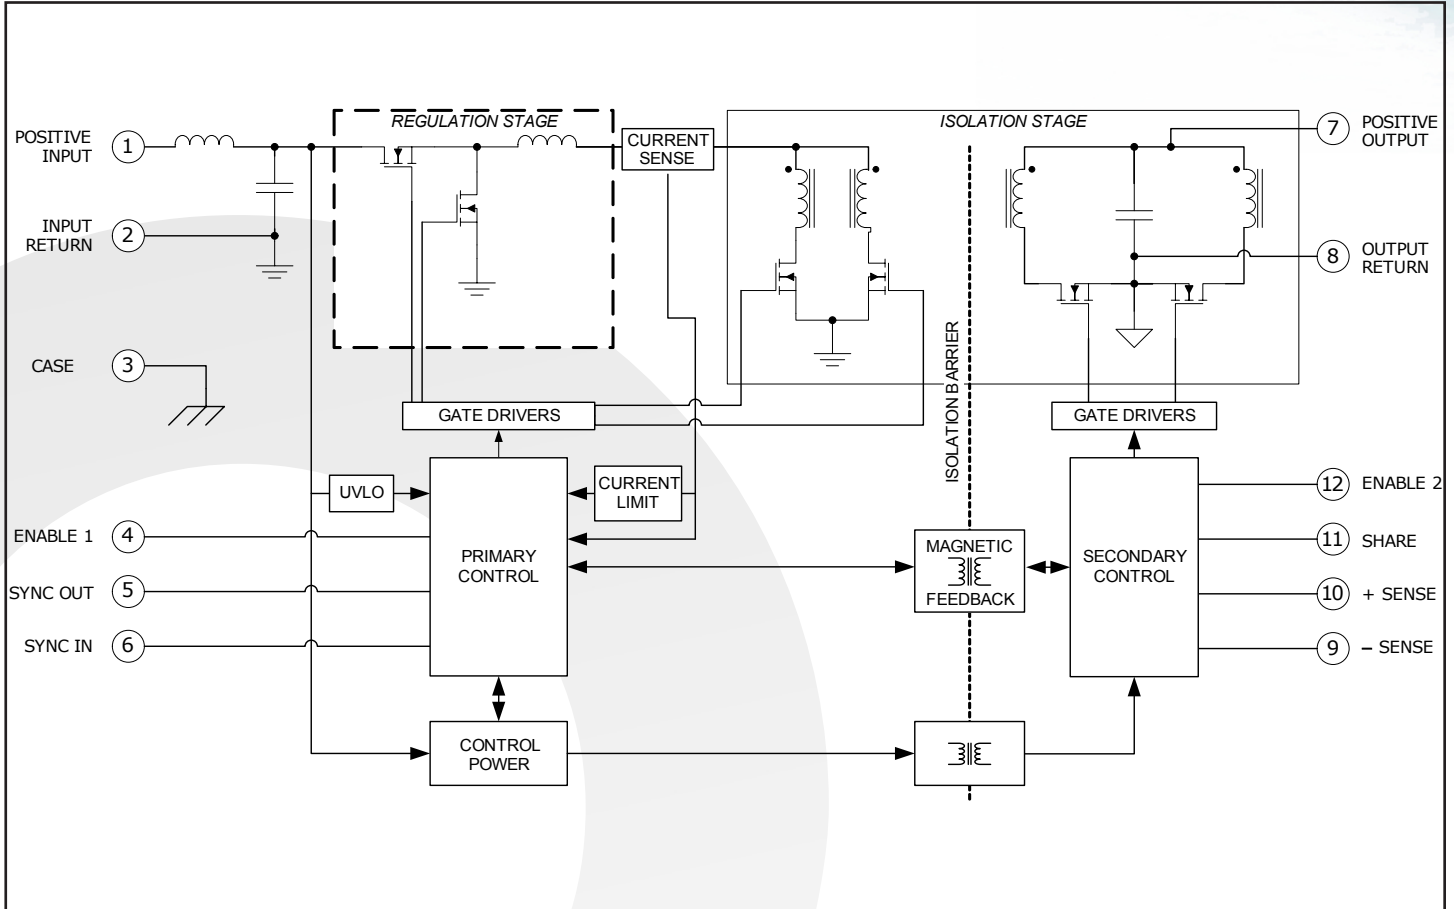 REGULATION STAGE
ISOLATION STAGE
POSITIVE
INPUT
1
CURRENT
SENSE
7
POSITIVE
OUTPUT
INPUT
RETURN
2
8
OUTPUT
RETURN
CASE
3
ISOLATION BARRIER
GATE DRIVERS
GATE DRIVERS
UVLO
CURRENT
LIMIT
12
ENABLE 2
ENABLE 1
4
PRIMARY
CONTROL
MAGNETIC
FEEDBACK
SECONDARY
CONTROL
11
SHARE
SYNC OUT
5
10
+ SENSE
SYNC IN
6
9
– SENSE
CONTROL
POWER